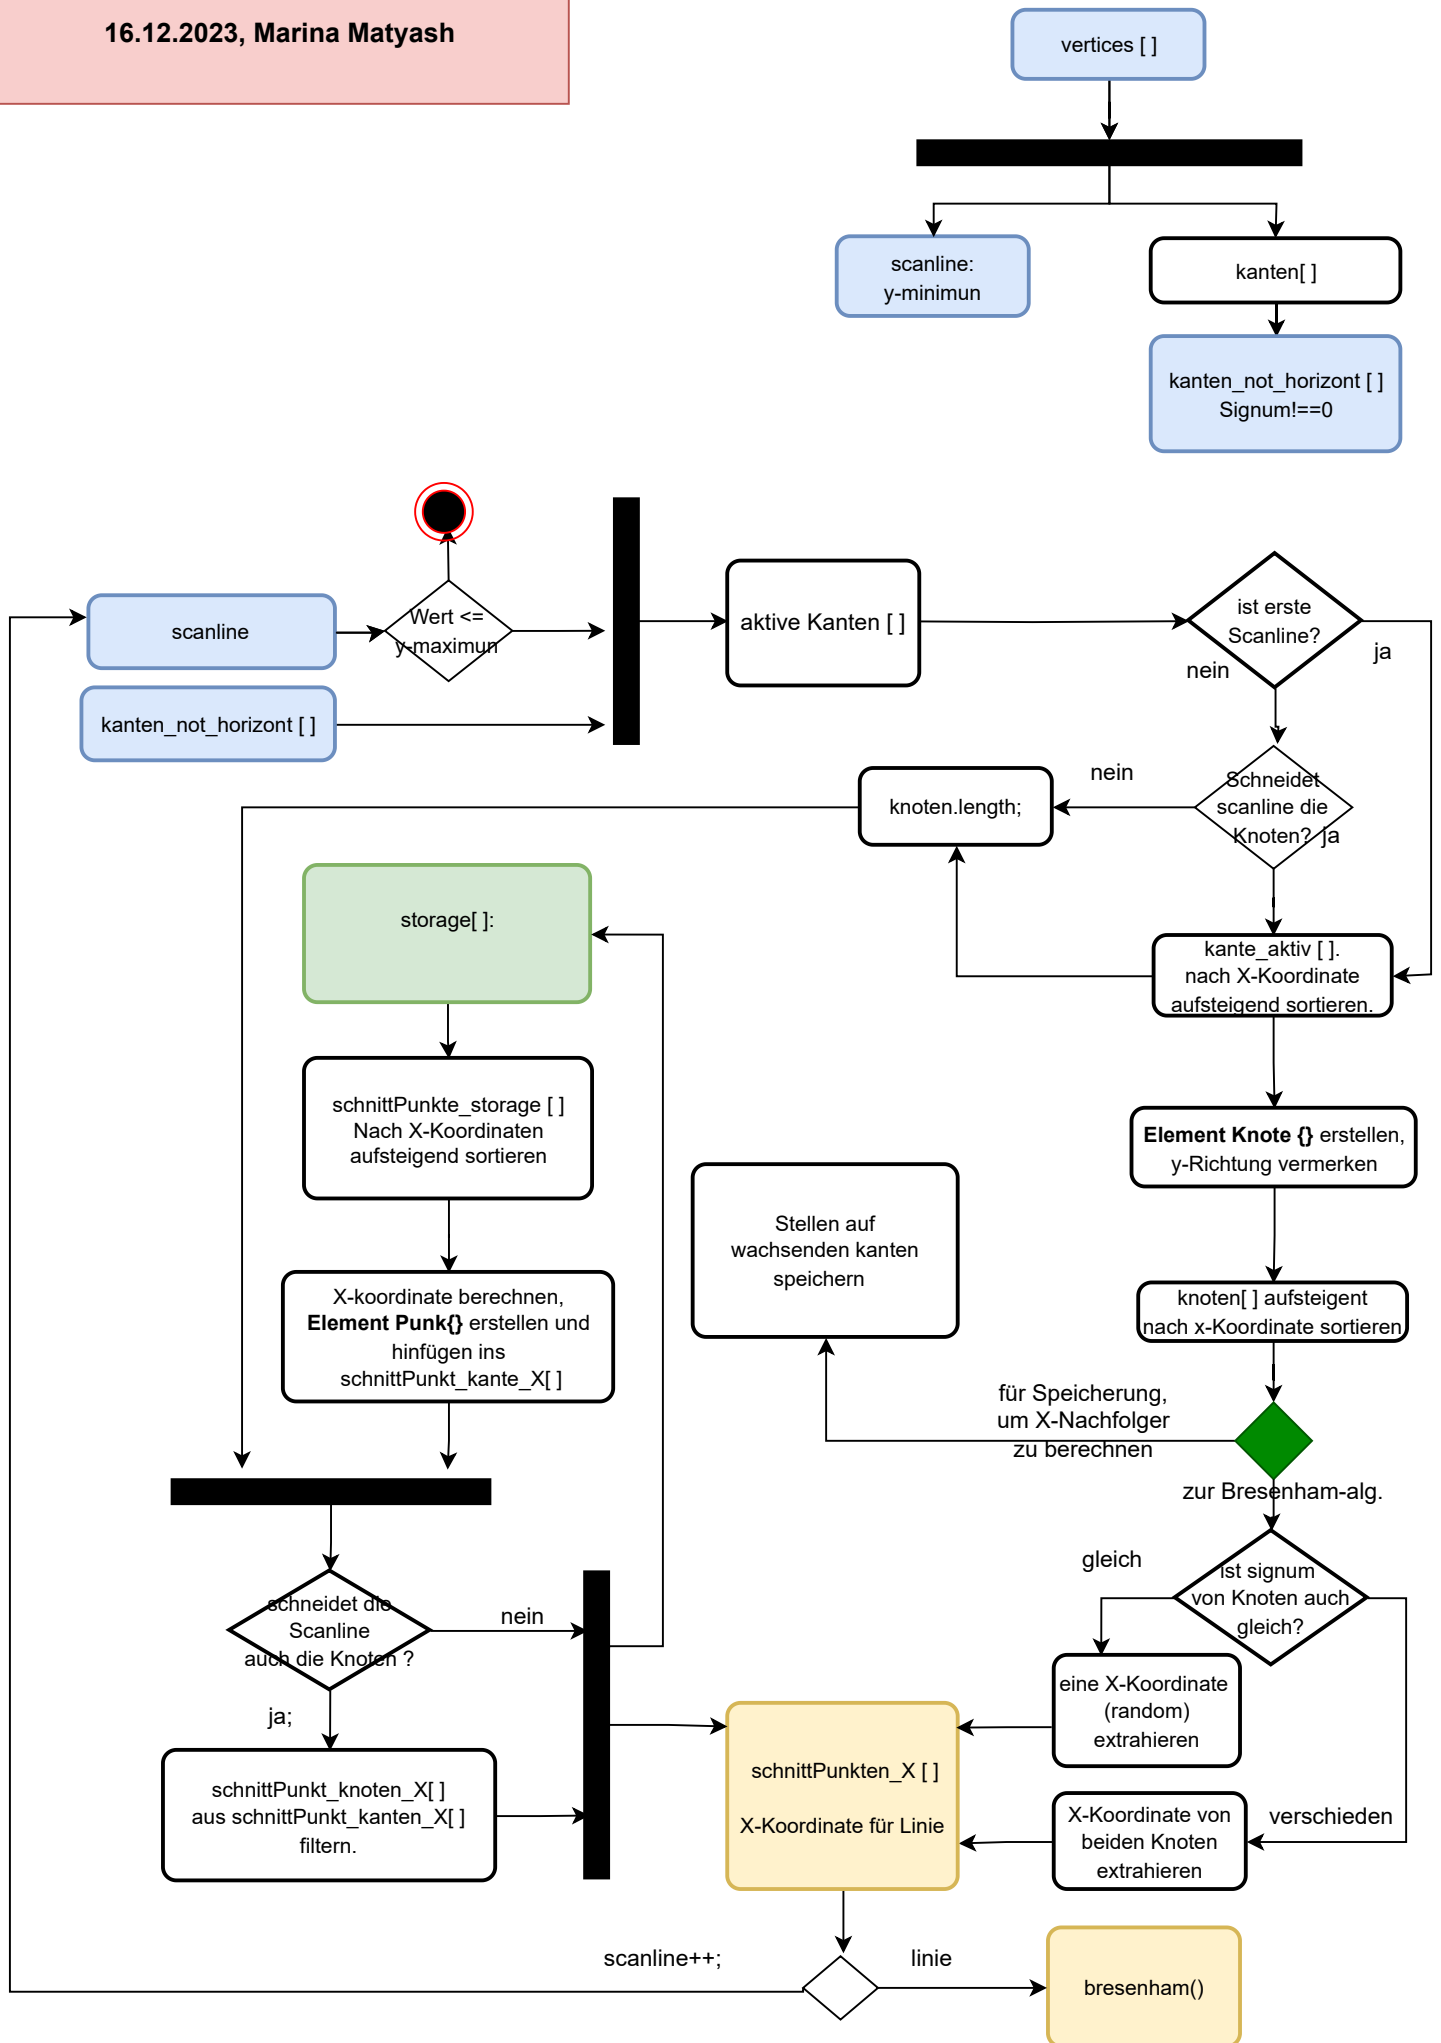 16.12.2023, Marina Matyash
vertices [ ]
scanline:
y-minimun
kanten[ ]
kanten_not_horizont [ ]
Signum!==0
scanline
Wert <=
y-maximun
kanten_not_horizont [ ]
aktive Kanten [ ]
ist erste
Scanline?
ja
nein
Schneidet
scanline die
Knoten?
ja
nein
knoten.length;
storage[ ]:
kante_aktiv [ ].
nach X-Koordinate
aufsteigend sortieren.
schnittPunkte_storage [ ]
Nach X-Koordinaten
aufsteigend sortieren
Element Knote {} erstellen,
y-Richtung vermerken
Stellen auf
wachsenden kanten
speichern
X-koordinate berechnen,
Element Punk{} erstellen und
hinfügen ins
schnittPunkt_kante_X[ ]
knoten[ ] aufsteigent
nach x-Koordinate sortieren
für Speicherung,
um X-Nachfolger
zu berechnen
zur Bresenham-alg.
gleich
ist signum
von Knoten auch
gleich?
schneidet die
Scanline
auch die Knoten ?
nein
ja;
eine X-Koordinate
(random)
extrahieren
schnittPunkt_knoten_X[ ]
aus schnittPunkt_kanten_X[ ]
filtern.
schnittPunkten_X [ ]
X-Koordinate für Linie
X-Koordinate von
beiden Knoten
extrahieren
verschieden
scanline++;
linie
bresenham()